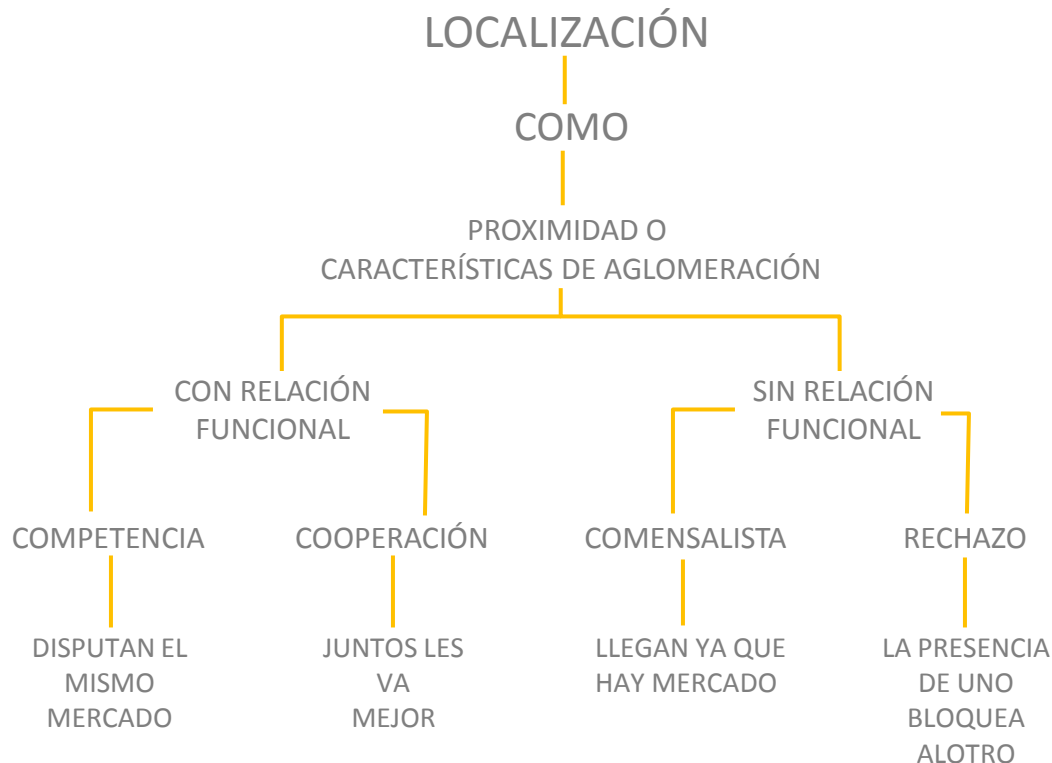 LOCALIZACIÓN
COMO
PROXIMIDAD O
CARACTERÍSTICAS DE AGLOMERACIÓN
CON RELACIÓN
FUNCIONAL
SIN RELACIÓN
FUNCIONAL
COMPETENCIA
COOPERACIÓN
COMENSALISTA
RECHAZO
DISPUTAN EL
MISMO
MERCADO
JUNTOS LES
VA
MEJOR
LLEGAN YA QUE
HAY MERCADO
LA PRESENCIA
DE UNO
BLOQUEA
ALOTRO